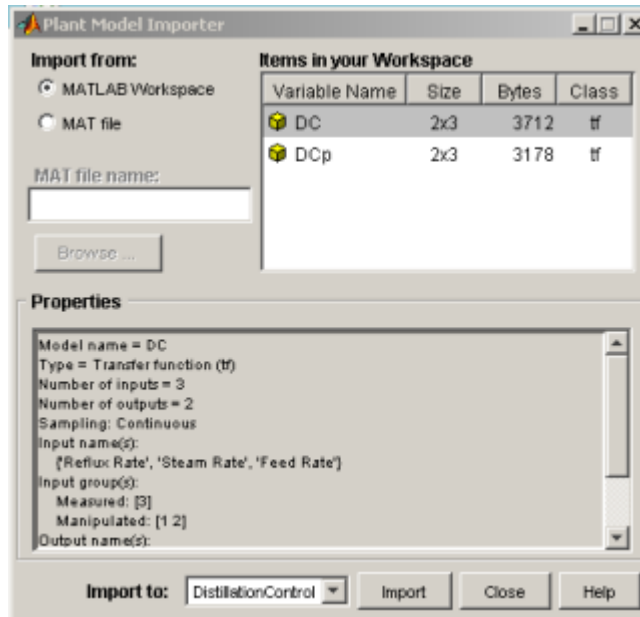 Plant Model Importer
Import from:
MATLAB Workspace
MAT file
MAT file name:
Browse ...
Items in your Workspace
Variable Name Size Bytes Class
DC 2x3 3712 tf
DCp 2x3 3178 tf
Properties
Model name = DC
Type = Transfer function (tf)
Number of inputs = 3
Number of outputs = 2
Sampling: Continuous
Input name(s):
{'Reflux Rate', 'Steam Rate', 'Feed Rate'}
Input group(s):
Measured: [3]
Manipulated: [1 2]
Output name(s):
Import to: DistillationControl Import Close Help